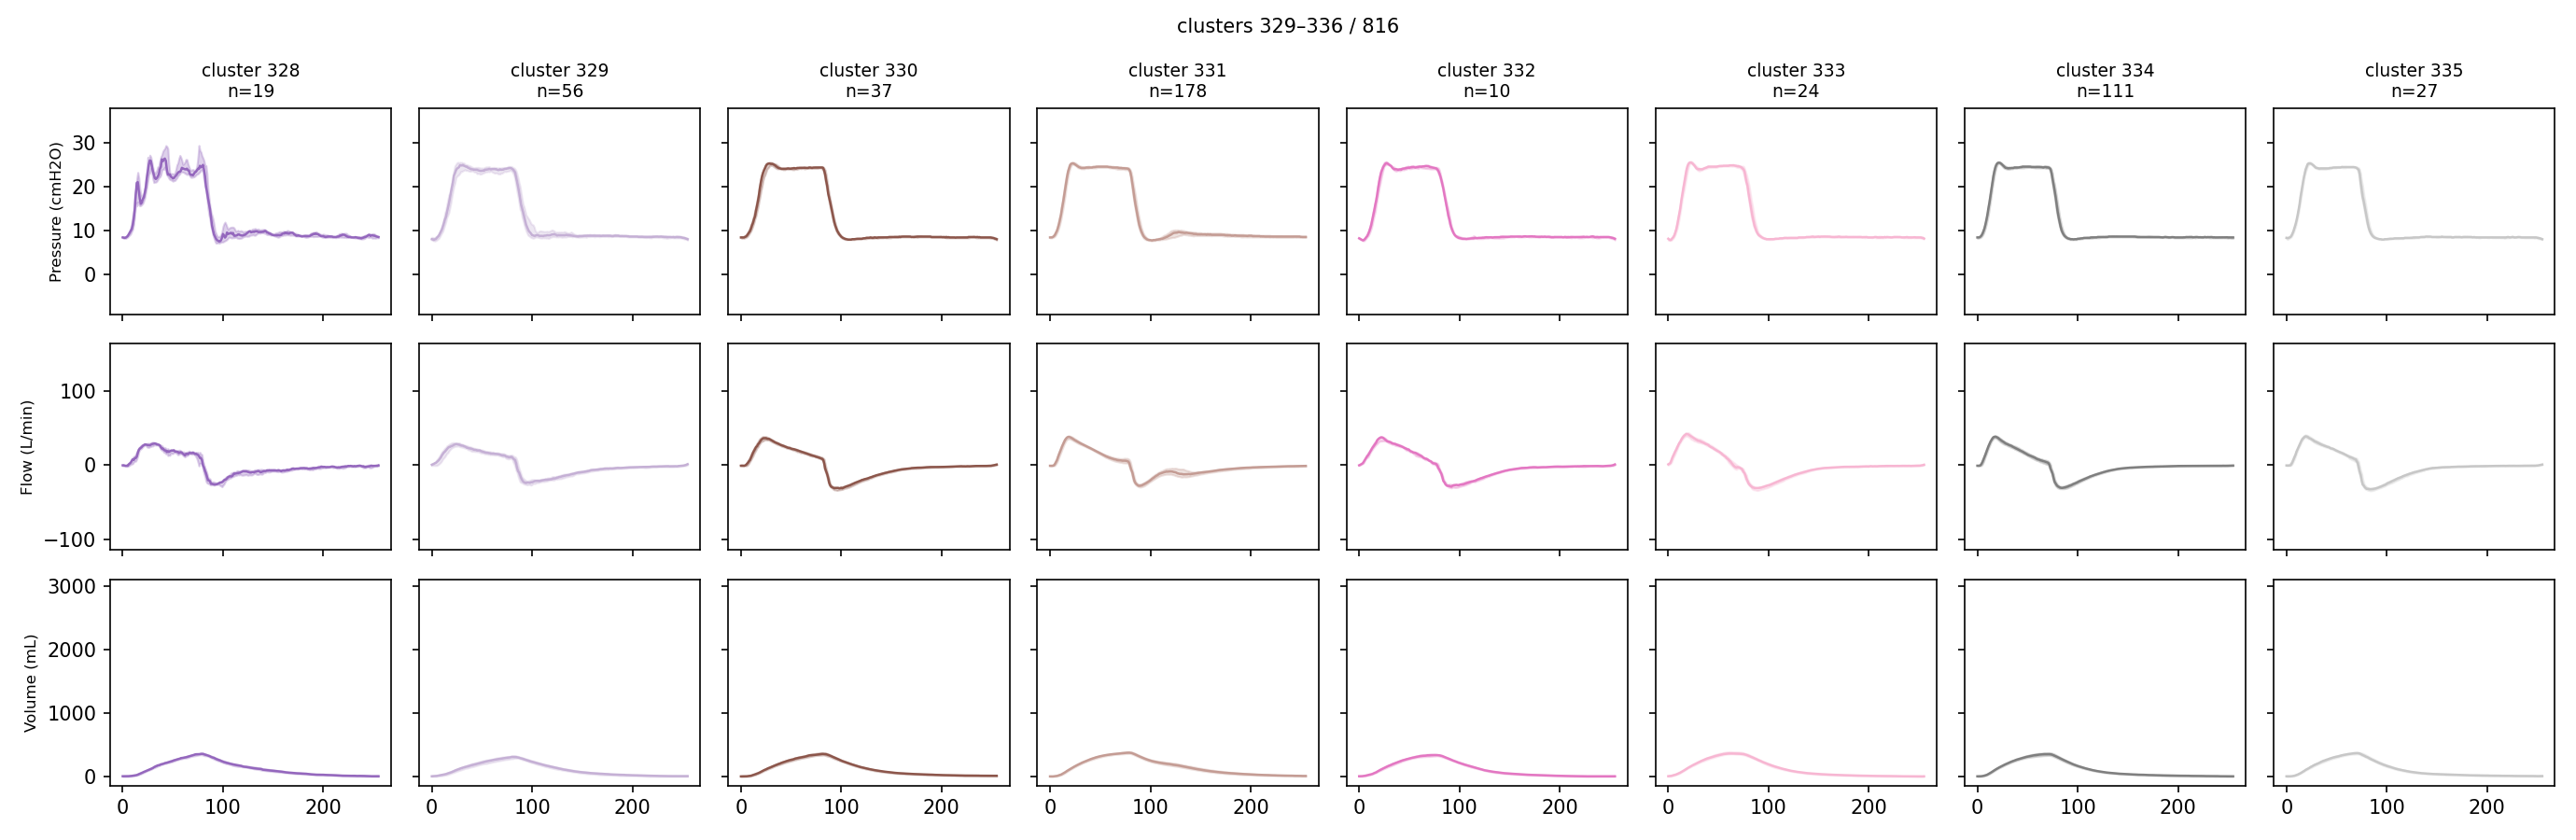 clusters 329–336 / 816
cluster 328
n=19
cluster 329
n=56
cluster 330
n=37
cluster 331
n=178
cluster 332
n=10
cluster 333
n=24
cluster 334
n=111
cluster 335
n=27
Pressure (cmH2O)
30
20
10
0
Flow (L/min)
100
0
−100
Volume (mL)
3000
2000
1000
0
0 100 200
0 100 200
0 100 200
0 100 200
0 100 200
0 100 200
0 100 200
0 100 200